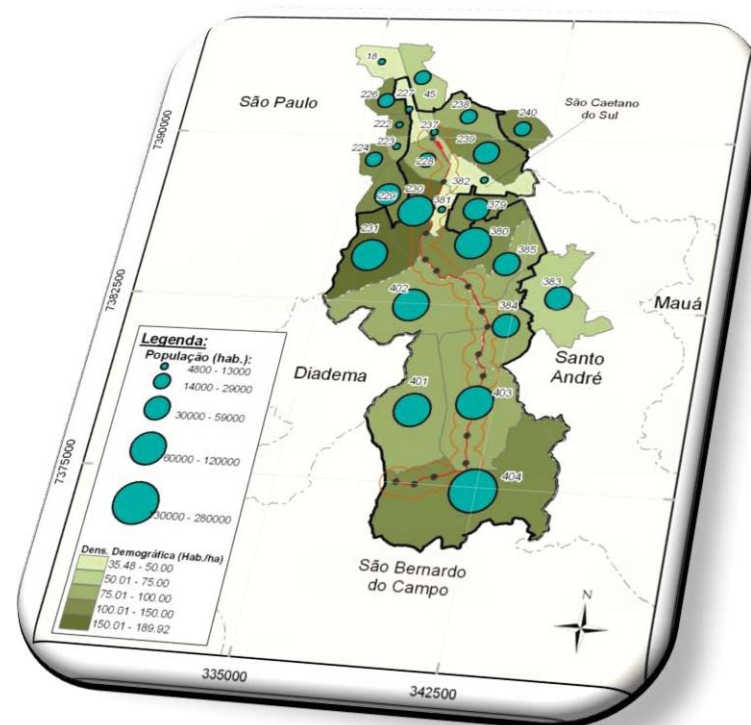 18
45
227
226
São Paulo
238
240
São Caetano
do Sul
222
237
239
223
224
228
382
229
230
381
379
231
380
385
383
402
384
Mauá
Santo
André
Diadema
401
403
404
São Bernardo
do Campo
7390000
7382500
7375000
Legenda:
População (hab.):
4800 - 13000
14000 - 29000
30000 - 59000
60000 - 120000
130000 - 280000
Dens. Demográfica (Hab./ha)
35.48 - 50.00
50.01 - 75.00
75.01 - 100.00
100.01 - 150.00
150.01 - 189.92
N
335000
342500